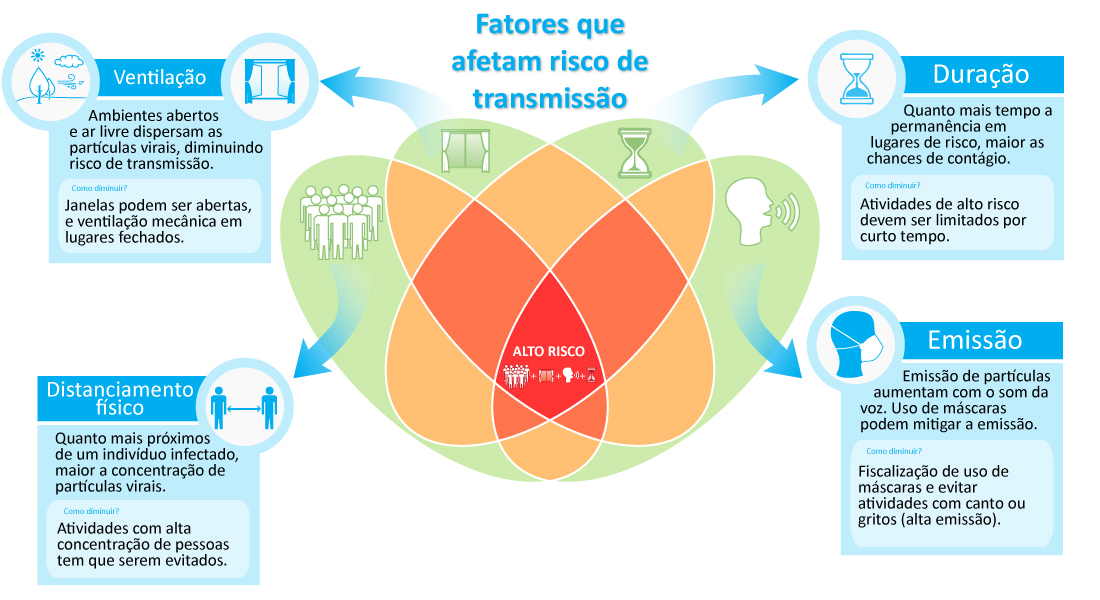 Fatores que
afetam risco de
transmissão
Ventilação
Ambientes abertos
e ar livre dispersam as
partículas virais, diminuindo
risco de transmissão.
Como diminuir?
Janelas podem ser abertas,
e ventilação mecânica em
lugares fechados.
Duração
Quanto mais tempo a
permanência em
lugares de risco, maior as
chances de contágio.
Como diminuir?
Atividades de alto risco
devem ser limitados por
curto tempo.
ALTO RISCO
+ + +
Distanciamento
físico
Quanto mais próximos
de um indivíduo infectado,
maior a concentração de
partículas virais.
Como diminuir?
Atividades com alta
concentração de pessoas
tem que serem evitados.
Emissão
Emissão de partículas
aumentam com o som da
voz. Uso de máscaras
podem mitigar a emissão.
Como diminuir?
Fiscalização de uso de
máscaras e evitar
atividades com canto ou
gritos (alta emissão).